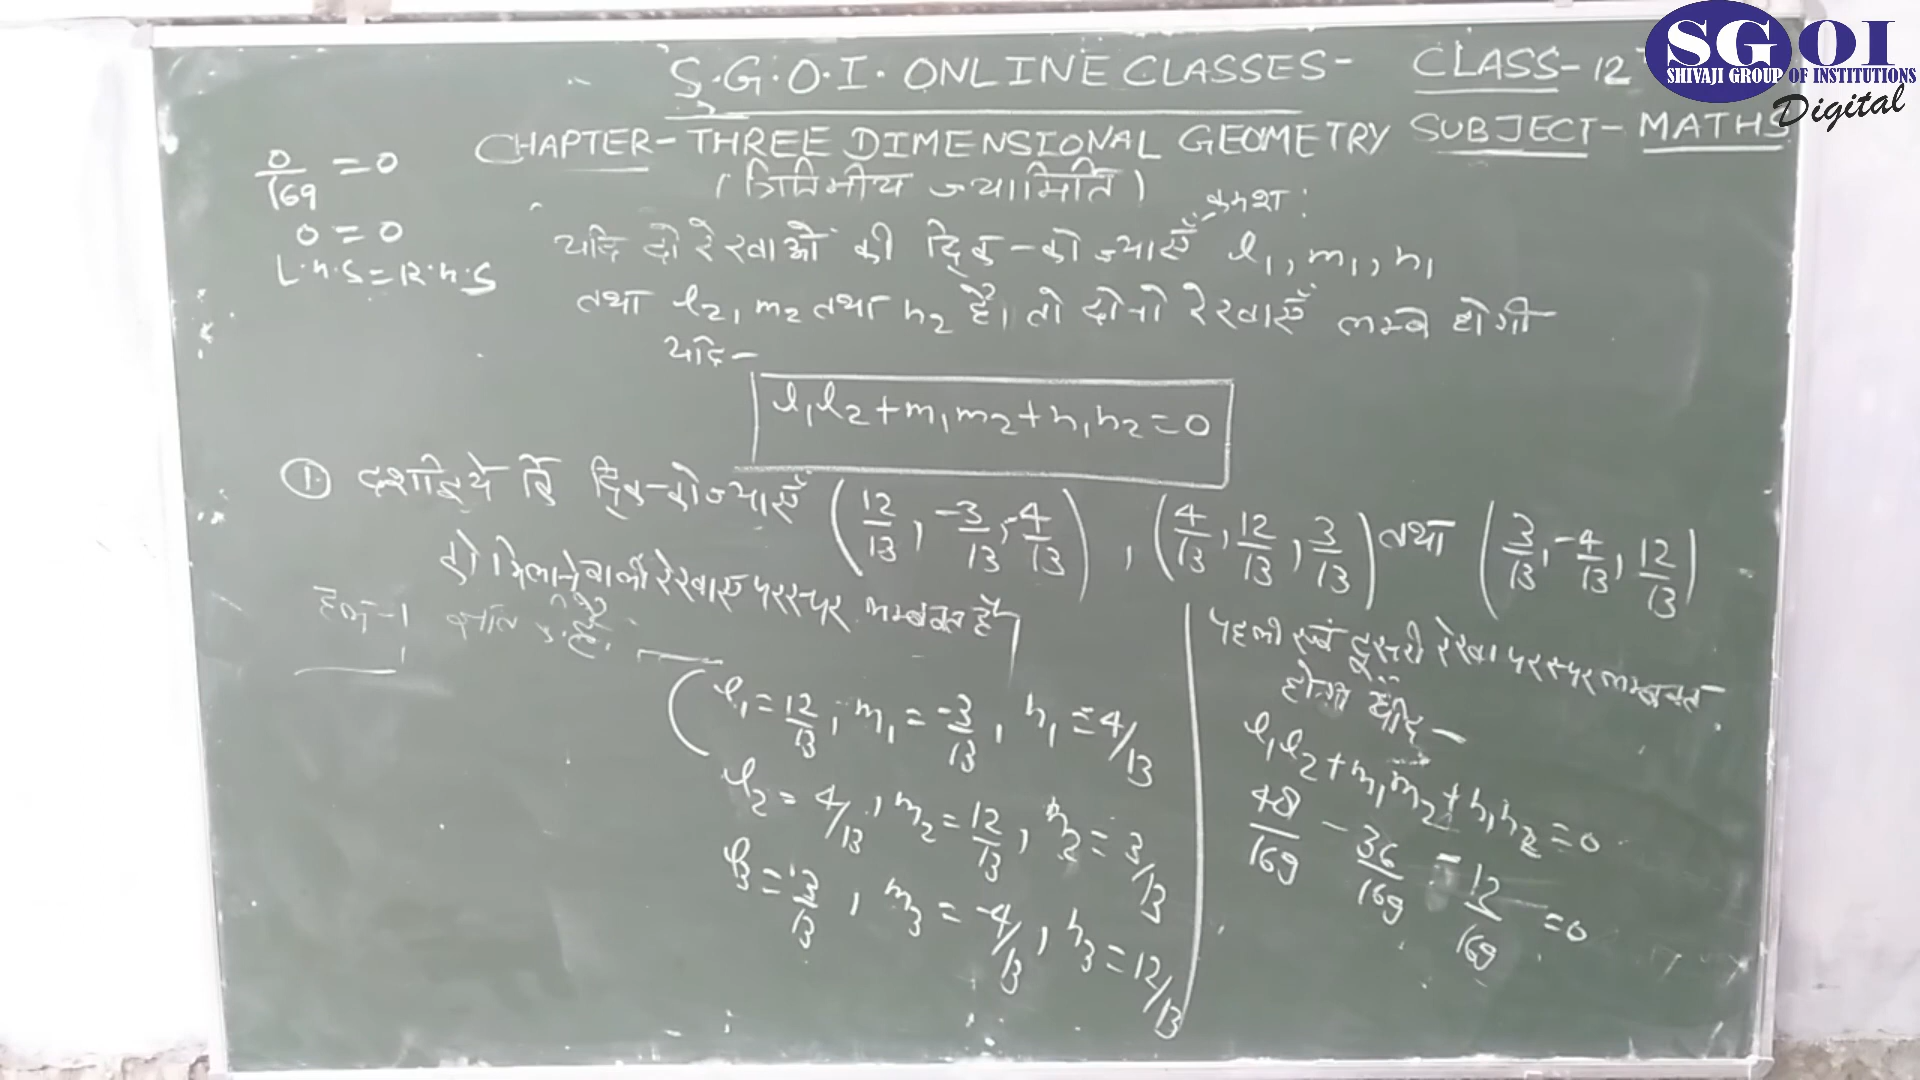 SGOI
SHIVAJI GROUP OF INSTITUTIONS
Digital
S.G.O.I. ONLINE CLASSES- CLASS-12
CHAPTER-THREE DIMENSIONAL GEOMETRY SUBJECT-MATHS
(त्रिविमीय ज्यामिति)
0/169 = 0
0 = 0
L.H.S = R.H.S
क्रमश:
यदि दो रेखाओं की दिक्-कोज्याएँ l₁, m₁, n₁
तथा l₂, m₂ तथा n₂ हैं। तो दोनो रेखाएँ लम्ब होगी
यदि-
l₁l₂+m₁m₂+n₁n₂=0
① दर्शाइये कि दिक्-कोज्याएँ (12/13, -3/13, -4/13), (4/13, 12/13, 3/13) तथा (3/13, -4/13, 12/13)
वाली रेखाए परस्पर लम्बवत हैं।
हल-1 ज्ञात है।
l₁ = 12/13, m₁ = -3/13, n₁ = -4/13
l₂ = 4/13, m₂ = 12/13, n₂ = 3/13
l₃ = 3/13, m₃ = -4/13, n₃ = 12/13
पहली एवं दूसरी रेखा परस्पर लम्बवत
होगी यदि-
l₁l₂+m₁m₂+n₁n₂=0
48/169 - 36/169 - 12/169 = 0